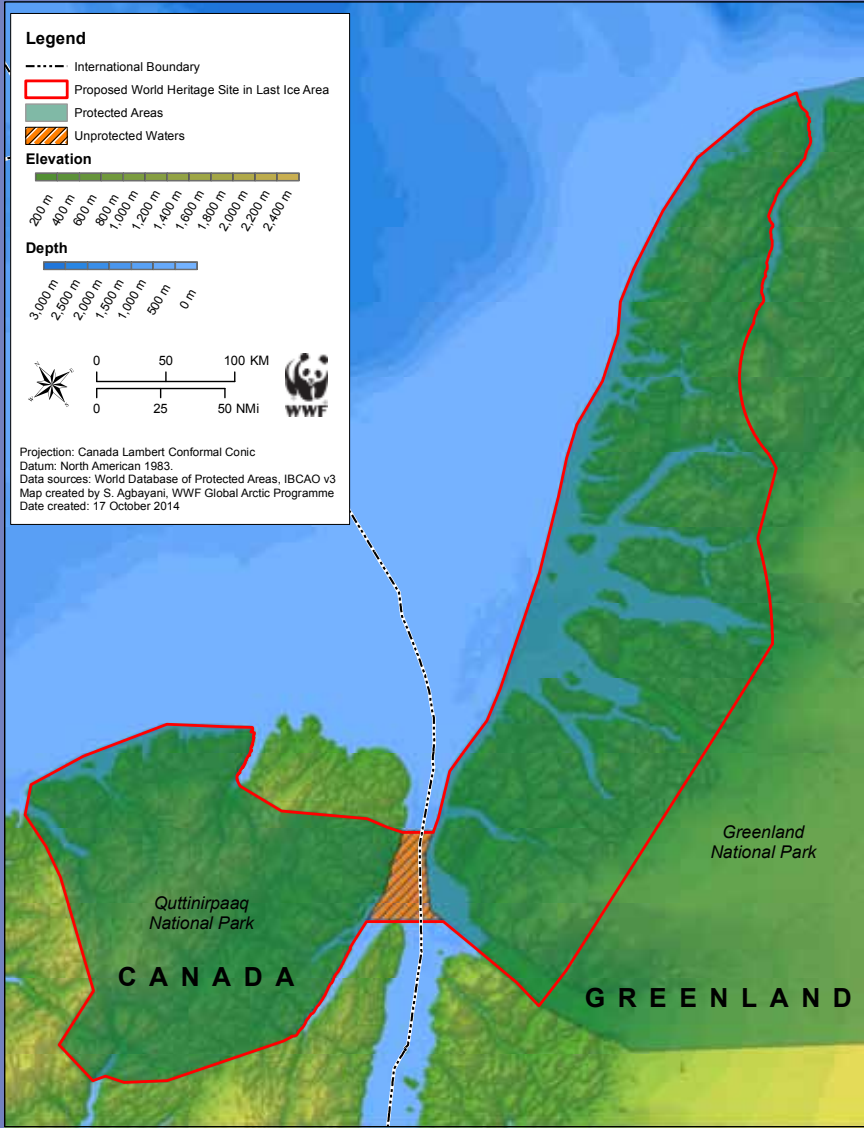 Legend
International Boundary
Proposed World Heritage Site in Last Ice Area
Protected Areas
Unprotected Waters
Elevation
200 m
400 m
600 m
800 m
1,000 m
1,200 m
1,400 m
1,600 m
1,800 m
2,000 m
2,200 m
2,400 m
Depth
3,000 m
2,500 m
2,000 m
1,500 m
1,000 m
500 m
0 m
0 50 100 KM
0 25 50 NMi
WWF
Projection: Canada Lambert Conformal Conic
Datum: North American 1983.
Data sources: World Database of Protected Areas, IBCAO v3
Map created by S. Agbayani, WWF Global Arctic Programme
Date created: 17 October 2014
Greenland
National Park
Quttinirpaaq
National Park
CANADA
GREENLAND